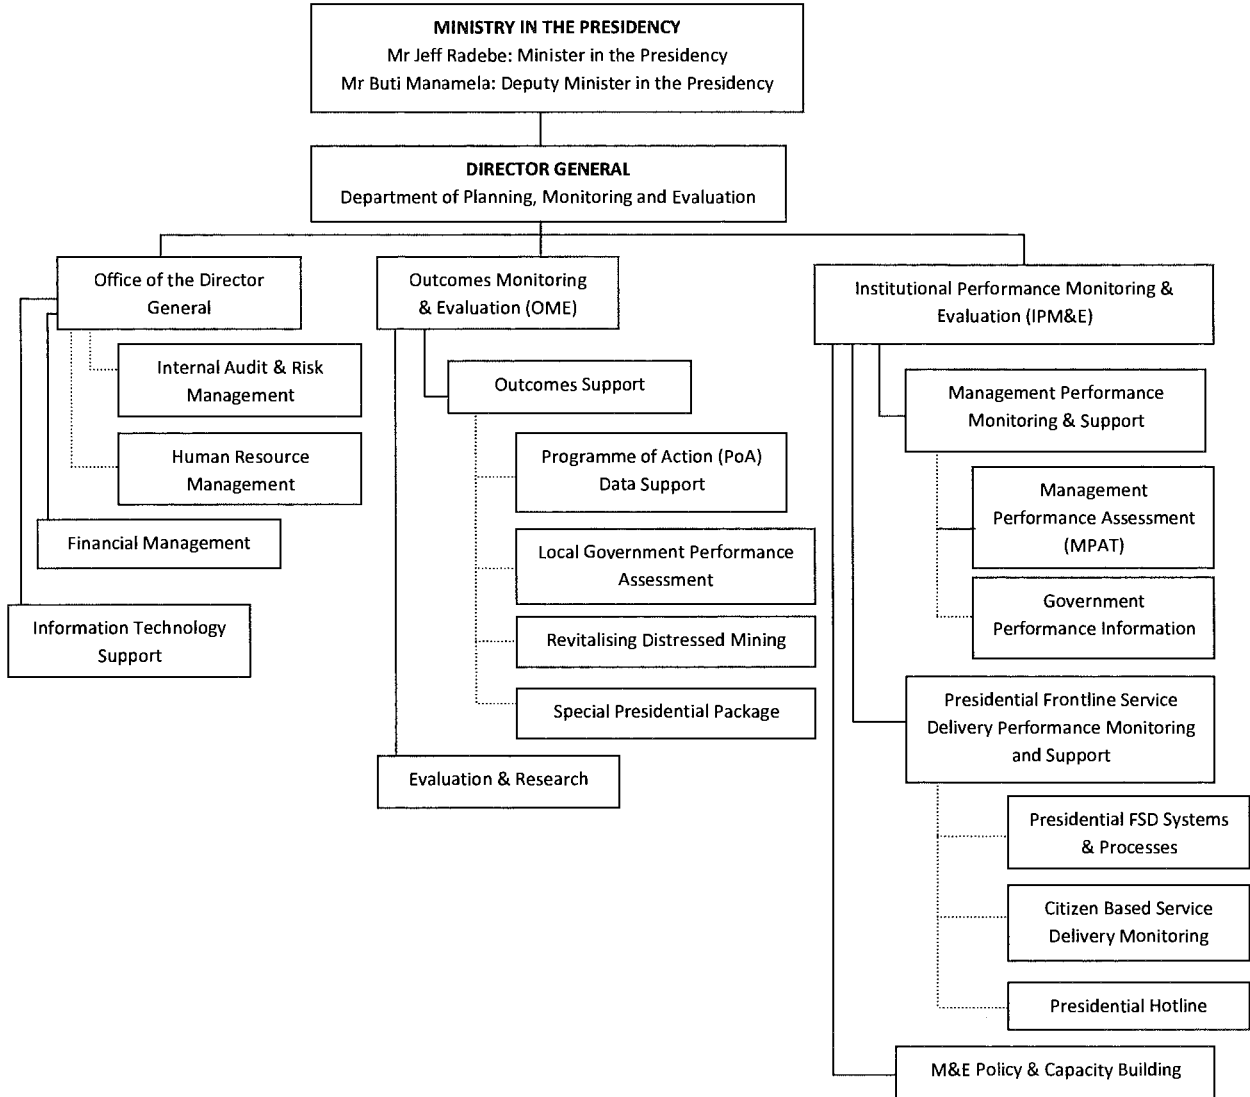 MINISTRY IN THE PRESIDENCY
Mr Jeff Radebe: Minister in the Presidency
Mr Buti Manamela: Deputy Minister in the Presidency
DIRECTOR GENERAL
Department of Planning, Monitoring and Evaluation
Office of the Director
General
Internal Audit & Risk
Management
Human Resource
Management
Financial Management
Information Technology
Support
Outcomes Monitoring
& Evaluation (OME)
Outcomes Support
Programme of Action (PoA)
Data Support
Local Government Performance
Assessment
Revitalising Distressed Mining
Special Presidential Package
Evaluation & Research
Institutional Performance Monitoring &
Evaluation (IPM&E)
Management Performance
Monitoring & Support
Management
Performance Assessment
(MPAT)
Government
Performance Information
Presidential Frontline Service
Delivery Performance Monitoring
and Support
Presidential FSD Systems
& Processes
Citizen Based Service
Delivery Monitoring
Presidential Hotline
M&E Policy & Capacity Building